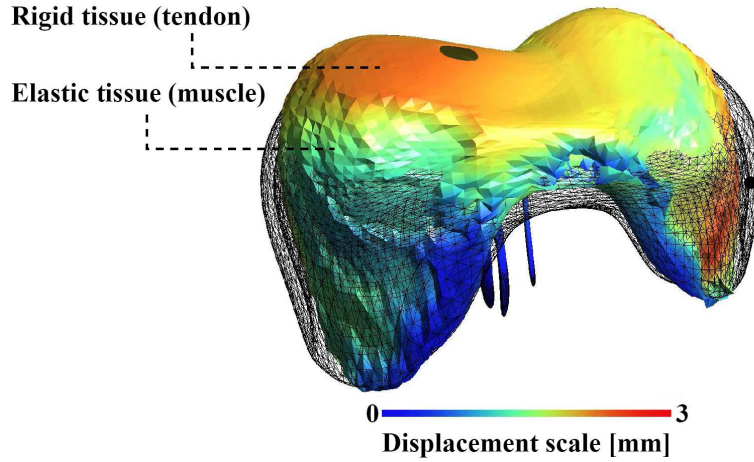 Rigid tissue (tendon)
Elastic tissue (muscle)
0 3
Displacement scale [mm]